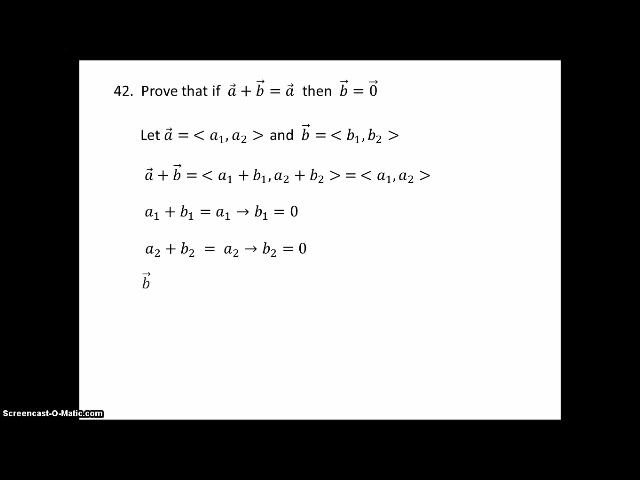 42. Prove that if a⃗ + b⃗ = a⃗ then b⃗ = 0⃗
Let a⃗ = < a₁, a₂ > and b⃗ = < b₁, b₂ >
a⃗ + b⃗ = < a₁ + b₁, a₂ + b₂ > = < a₁, a₂ >
a₁ + b₁ = a₁ → b₁ = 0
a₂ + b₂ = a₂ → b₂ = 0
b⃗
Screencast-O-Matic.com